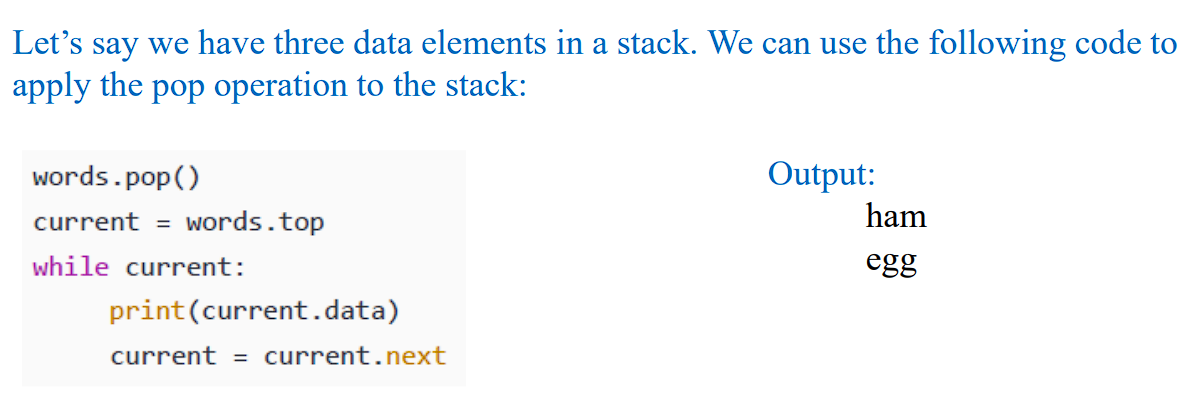 Let’s say we have three data elements in a stack. We can use the following code to
apply the pop operation to the stack:
words.pop()
current = words.top
while current:
    print(current.data)
    current = current.next
Output:
ham
egg